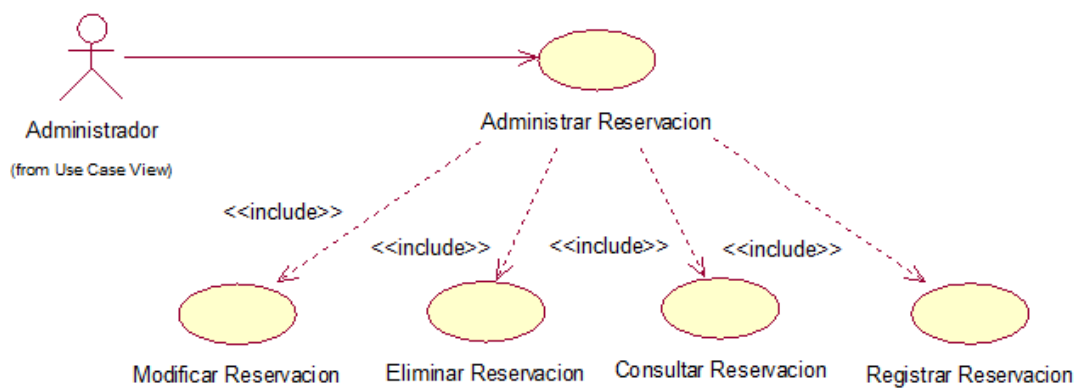 Administrador
(from Use Case View)
Administrar Reservacion
<<include>>
<<include>>
<<include>>
<<include>>
Modificar Reservacion
Eliminar Reservacion
Consultar Reservacion
Registrar Reservacion